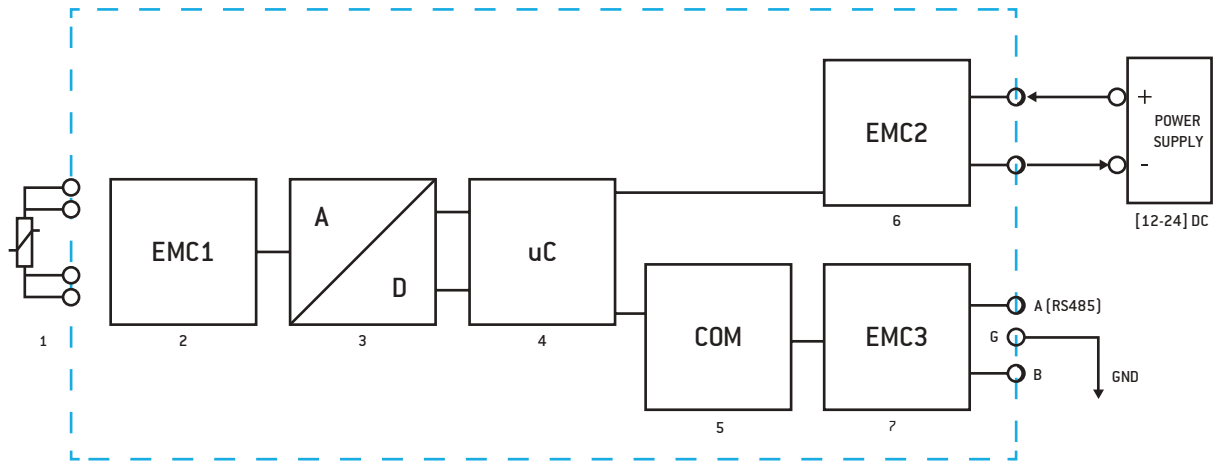 EMC2
+
POWER
SUPPLY
-
6
[12-24] DC
EMC1
A
D
uC
1
2
3
4
COM
EMC3
A (RS485)
G
B
GND
5
7